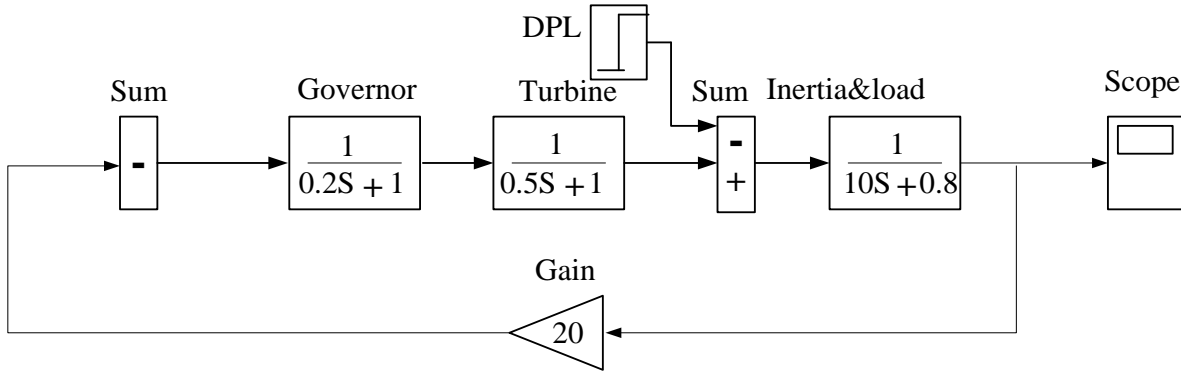 DPL
Sum
Governor
Turbine
Sum
Inertia&load
Scope
-
1
0.2S + 1
1
0.5S + 1
-
+
1
10S + 0.8
Gain
20